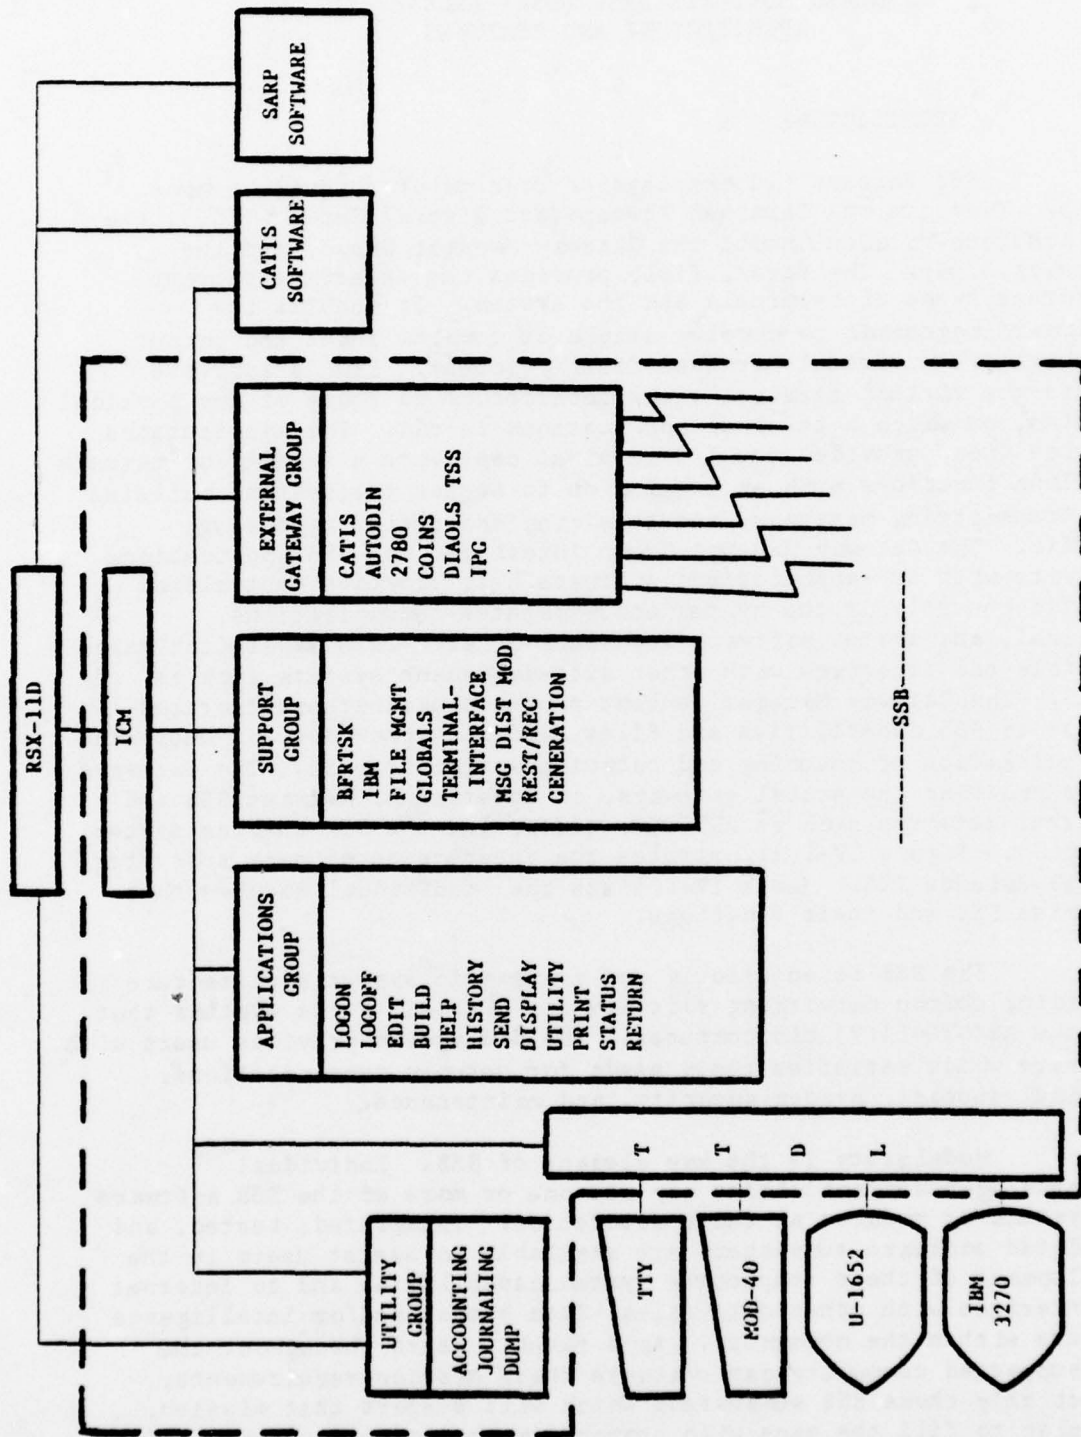 RSX-11D
ICM
UTILITY
GROUP
ACCOUNTING
JOURNALING
DUMP
TTY
MOD-40
U-1652
IBM
3270
T
T
D
L
APPLICATIONS
GROUP
LOGON
LOGOFF
EDIT
BUILD
HELP
HISTORY
SEND
DISPLAY
UTILITY
PRINT
STATUS
RETURN
SUPPORT
GROUP
BFRTSK
IBM
FILE MGMT
GLOBALS
TERMINAL-
INTERFACE
MSG DIST MOD
REST/REC
GENERATION
EXTERNAL
GATEWAY GROUP
CATIS
AUTODIN
2780
COINS
DIAOLS TSS
IPG
CATIS
SOFTWARE
SARP
SOFTWARE
SSB